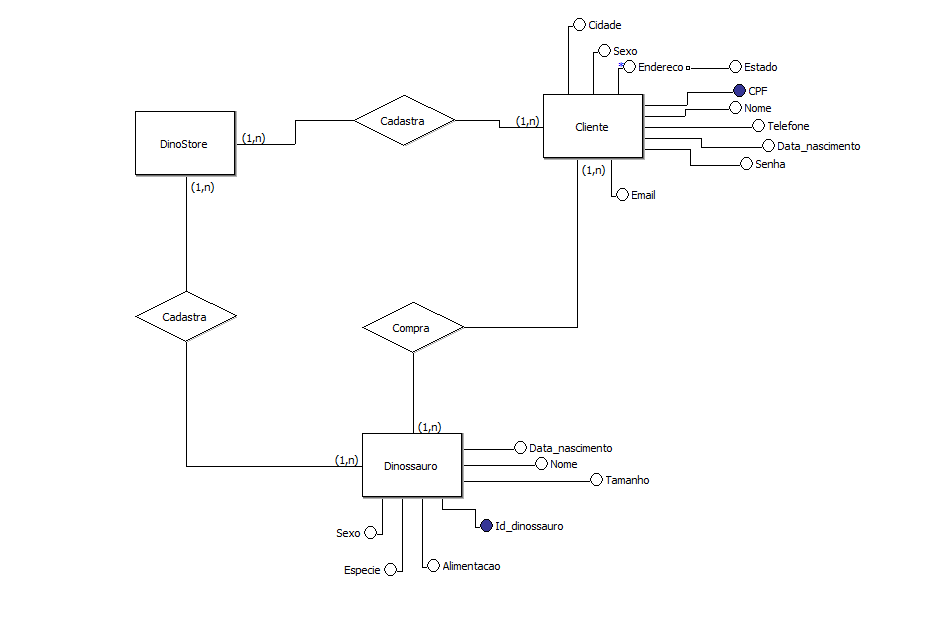 Cidade
Sexo
* Endereco
Estado
CPF
Nome
Telefone
Data_nascimento
Senha
Email
Cliente
(1,n)
(1,n)
Cadastra
(1,n)
DinoStore
(1,n)
Cadastra
Compra
(1,n)
(1,n)
Dinossauro
Data_nascimento
Nome
Tamanho
Id_dinossauro
Sexo
Especie
Alimentacao